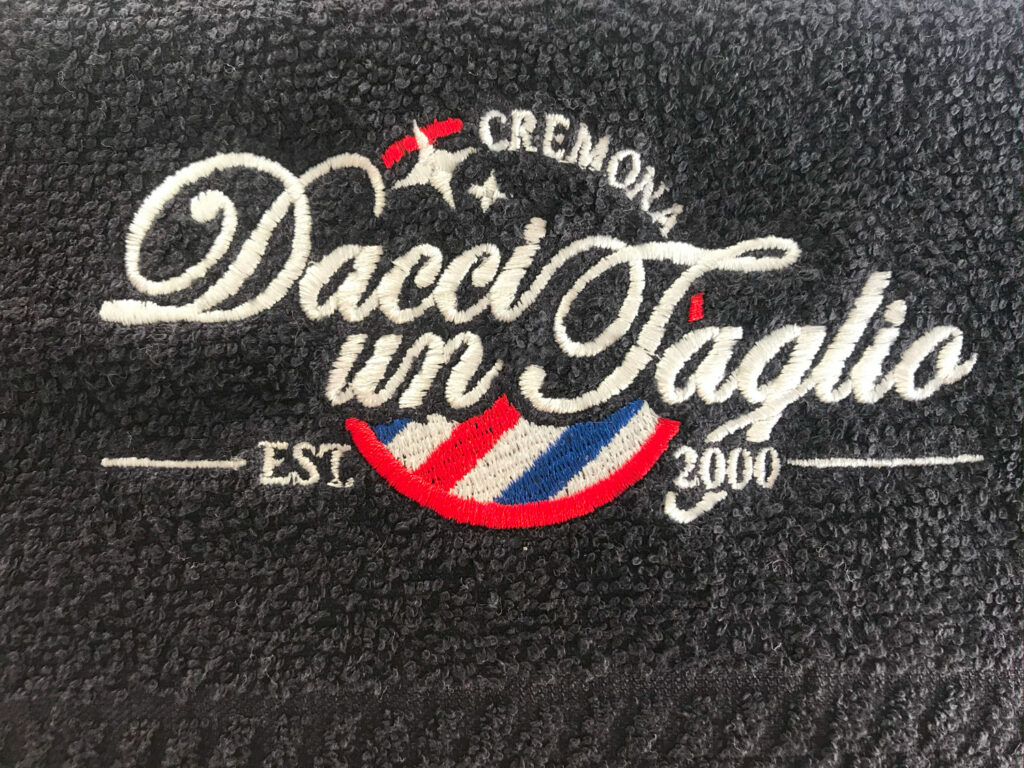 CREMONA
Dacci
un Taglio
EST. 2000